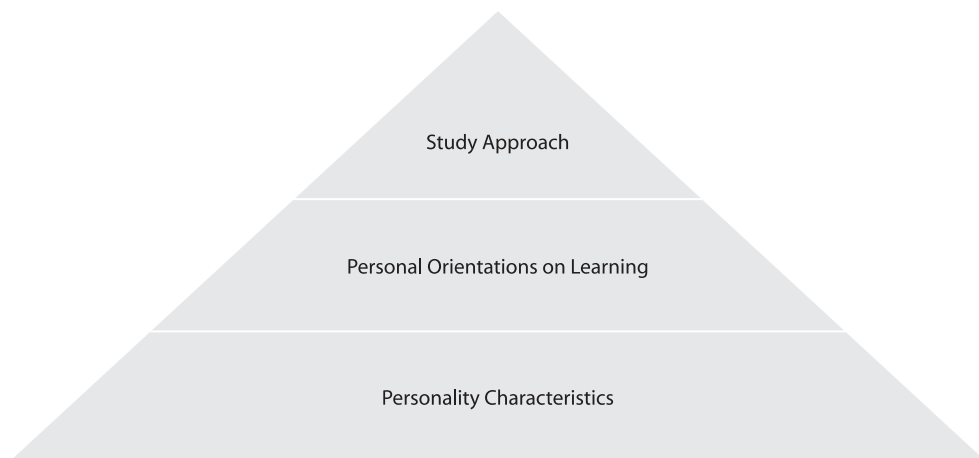 Study Approach
Personal Orientations on Learning
Personality Characteristics